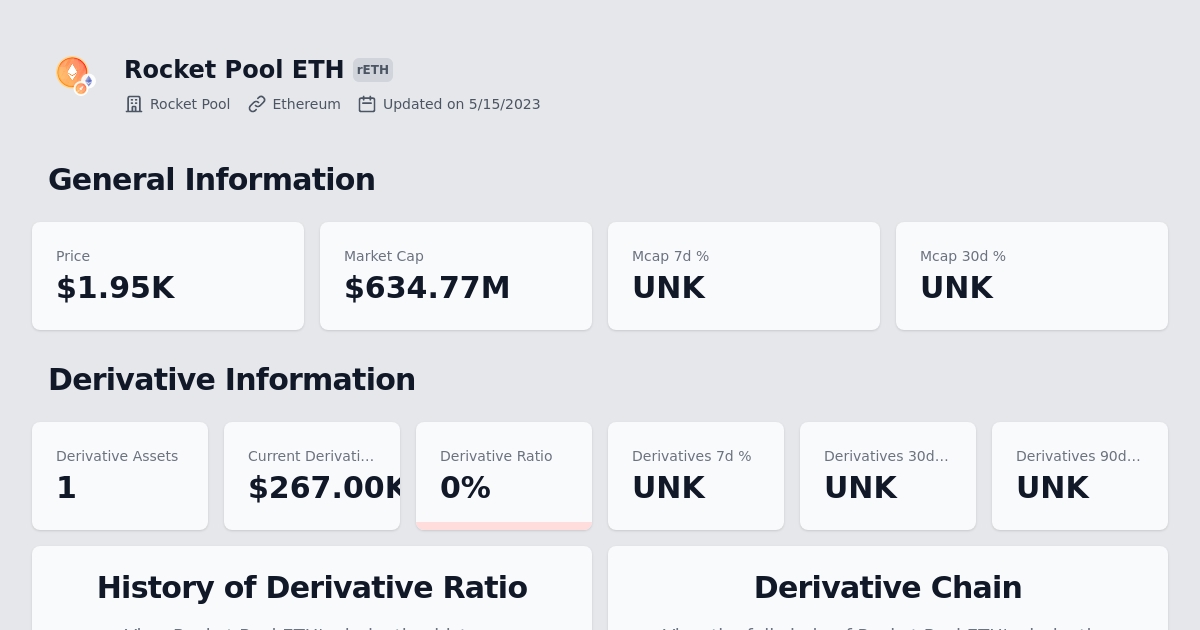 Rocket Pool ETH rETH
Rocket Pool Ethereum Updated on 5/15/2023
General Information
Price Market Cap Mcap 7d % Mcap 30d %
$1.95K $634.77M UNK UNK
Derivative Information
Derivative Assets Current Derivati... Derivative Ratio Derivatives 7d % Derivatives 30d... Derivatives 90d...
1 $267.00K 0% UNK UNK UNK
History of Derivative Ratio Derivative Chain